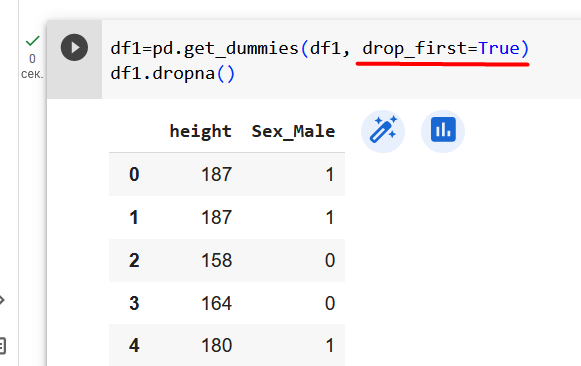 df1=pd.get_dummies(df1, drop_first=True)
df1.dropna()
0
сек.
height Sex_Male
0 187 1
1 187 1
2 158 0
3 164 0
4 180 1